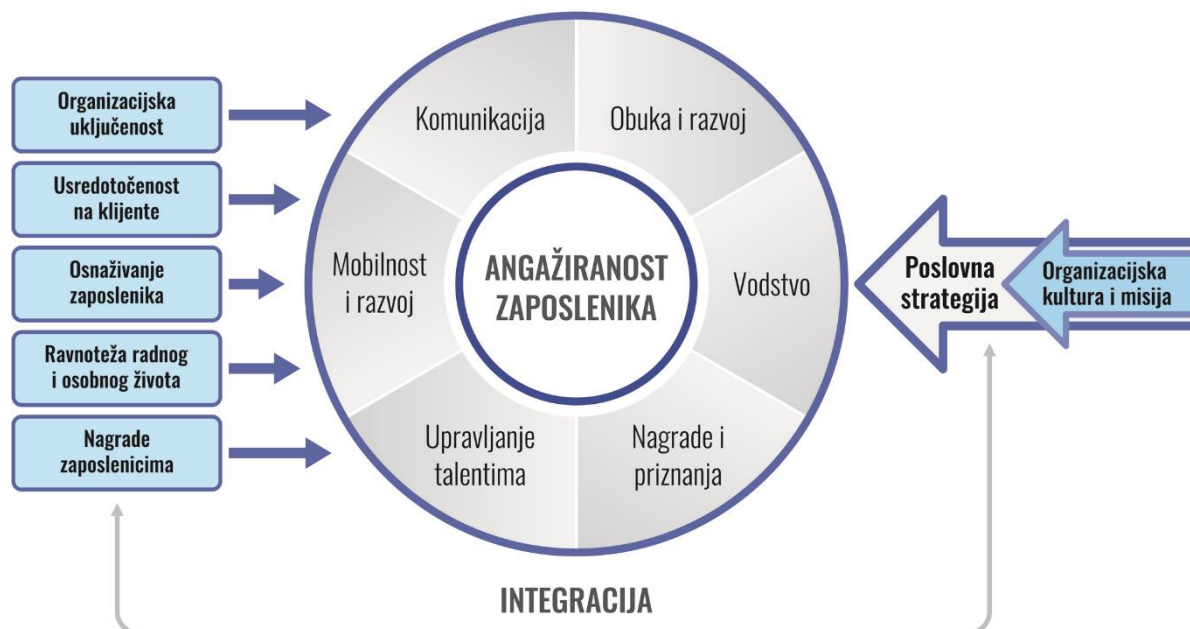 Organizacijska
uključenost
Usredotočenost
na klijente
Osnaživanje
zaposlenika
Ravnoteža radnog
i osobnog života
Nagrade
zaposlenicima
Komunikacija
Obuka i razvoj
Mobilnost
i razvoj
ANGAŽIRANOST
ZAPOSLENIKA
Vodstvo
Upravljanje
talentima
Nagrade i
priznanja
Poslovna
strategija
Organizacijska
kultura i misija
INTEGRACIJA